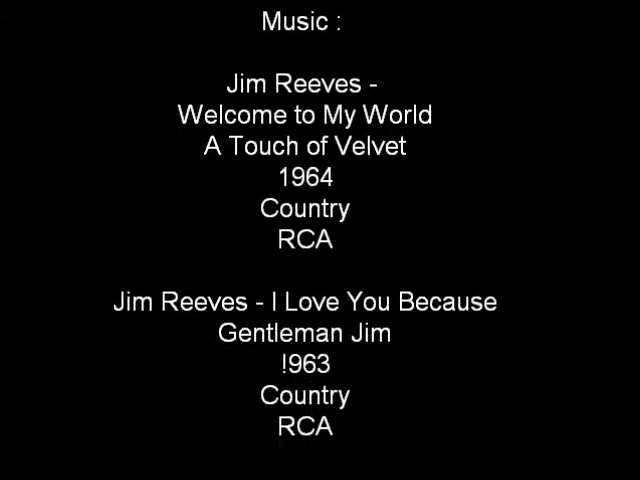 Music :
Jim Reeves -
Welcome to My World
A Touch of Velvet
1964
Country
RCA
Jim Reeves - I Love You Because
Gentleman Jim
!963
Country
RCA